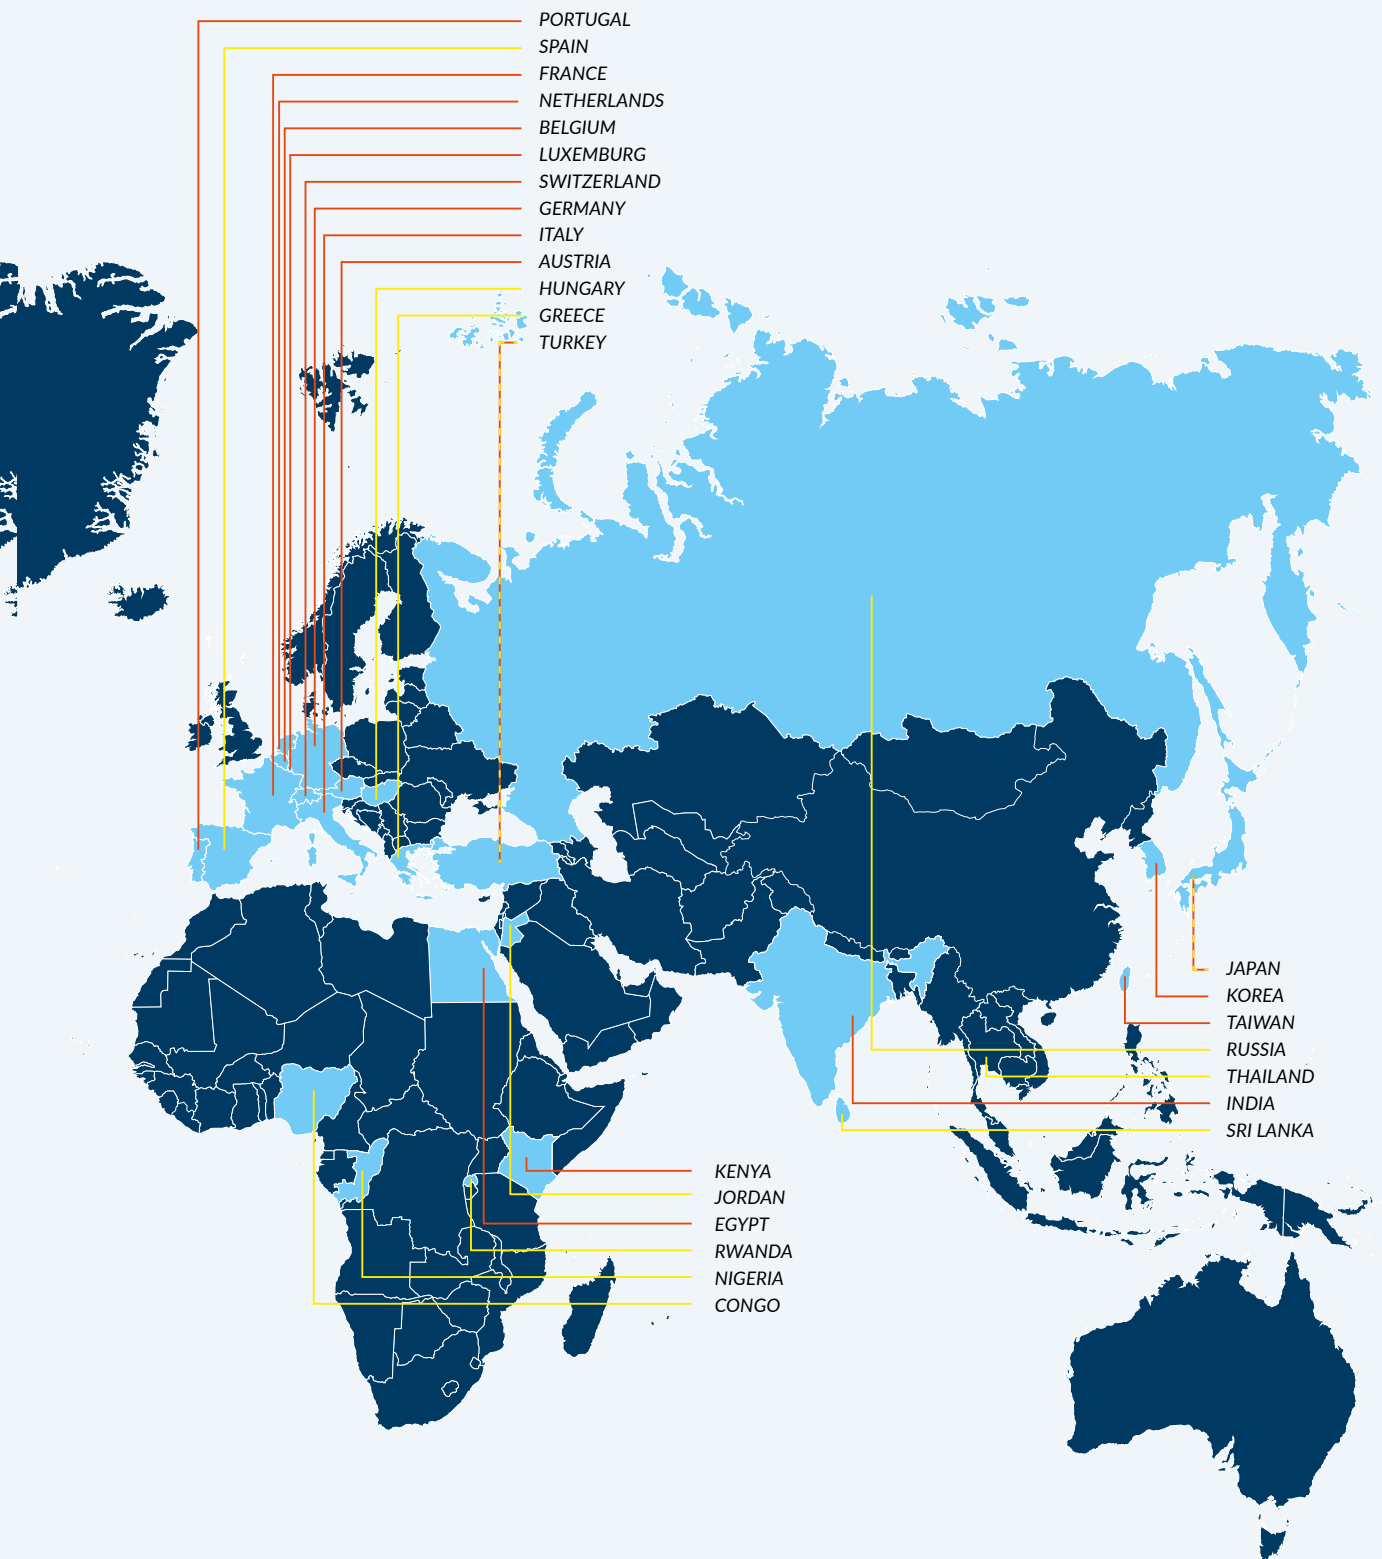 PORTUGAL
SPAIN
FRANCE
NETHERLANDS
BELGIUM
LUXEMBURG
SWITZERLAND
GERMANY
ITALY
AUSTRIA
HUNGARY
GREECE
TURKEY
JAPAN
KOREA
TAIWAN
RUSSIA
THAILAND
INDIA
SRI LANKA
KENYA
JORDAN
EGYPT
RWANDA
NIGERIA
CONGO